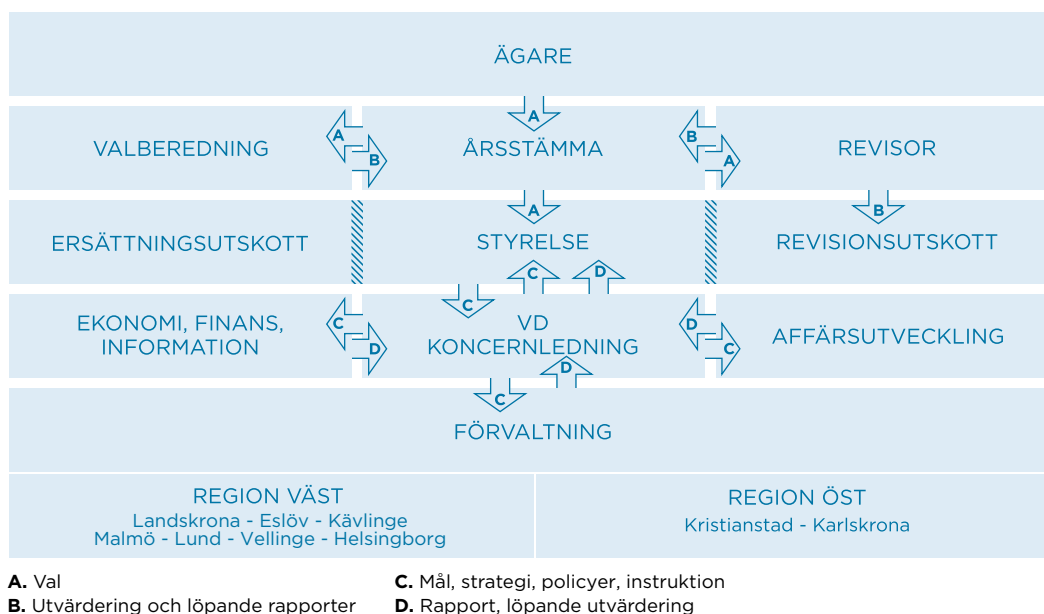 ÄGARE
A
VALBEREDNING
A
B
ÅRSSTÄMMA
B
A
REVISOR
A
B
ERSÄTTNINGSUTSKOTT
STYRELSE
REVISIONSUTSKOTT
C
D
C
EKONOMI, FINANS,
INFORMATION
C
D
VD
KONCERNLEDNING
D
C
AFFÄRSUTVECKLING
D
C
FÖRVALTNING
REGION VÄST
Landskrona - Eslöv - Kävlinge
Malmö - Lund - Vellinge - Helsingborg
REGION ÖST
Kristianstad - Karlskrona
A. Val
B. Utvärdering och löpande rapporter
C. Mål, strategi, policyer, instruktion
D. Rapport, löpande utvärdering